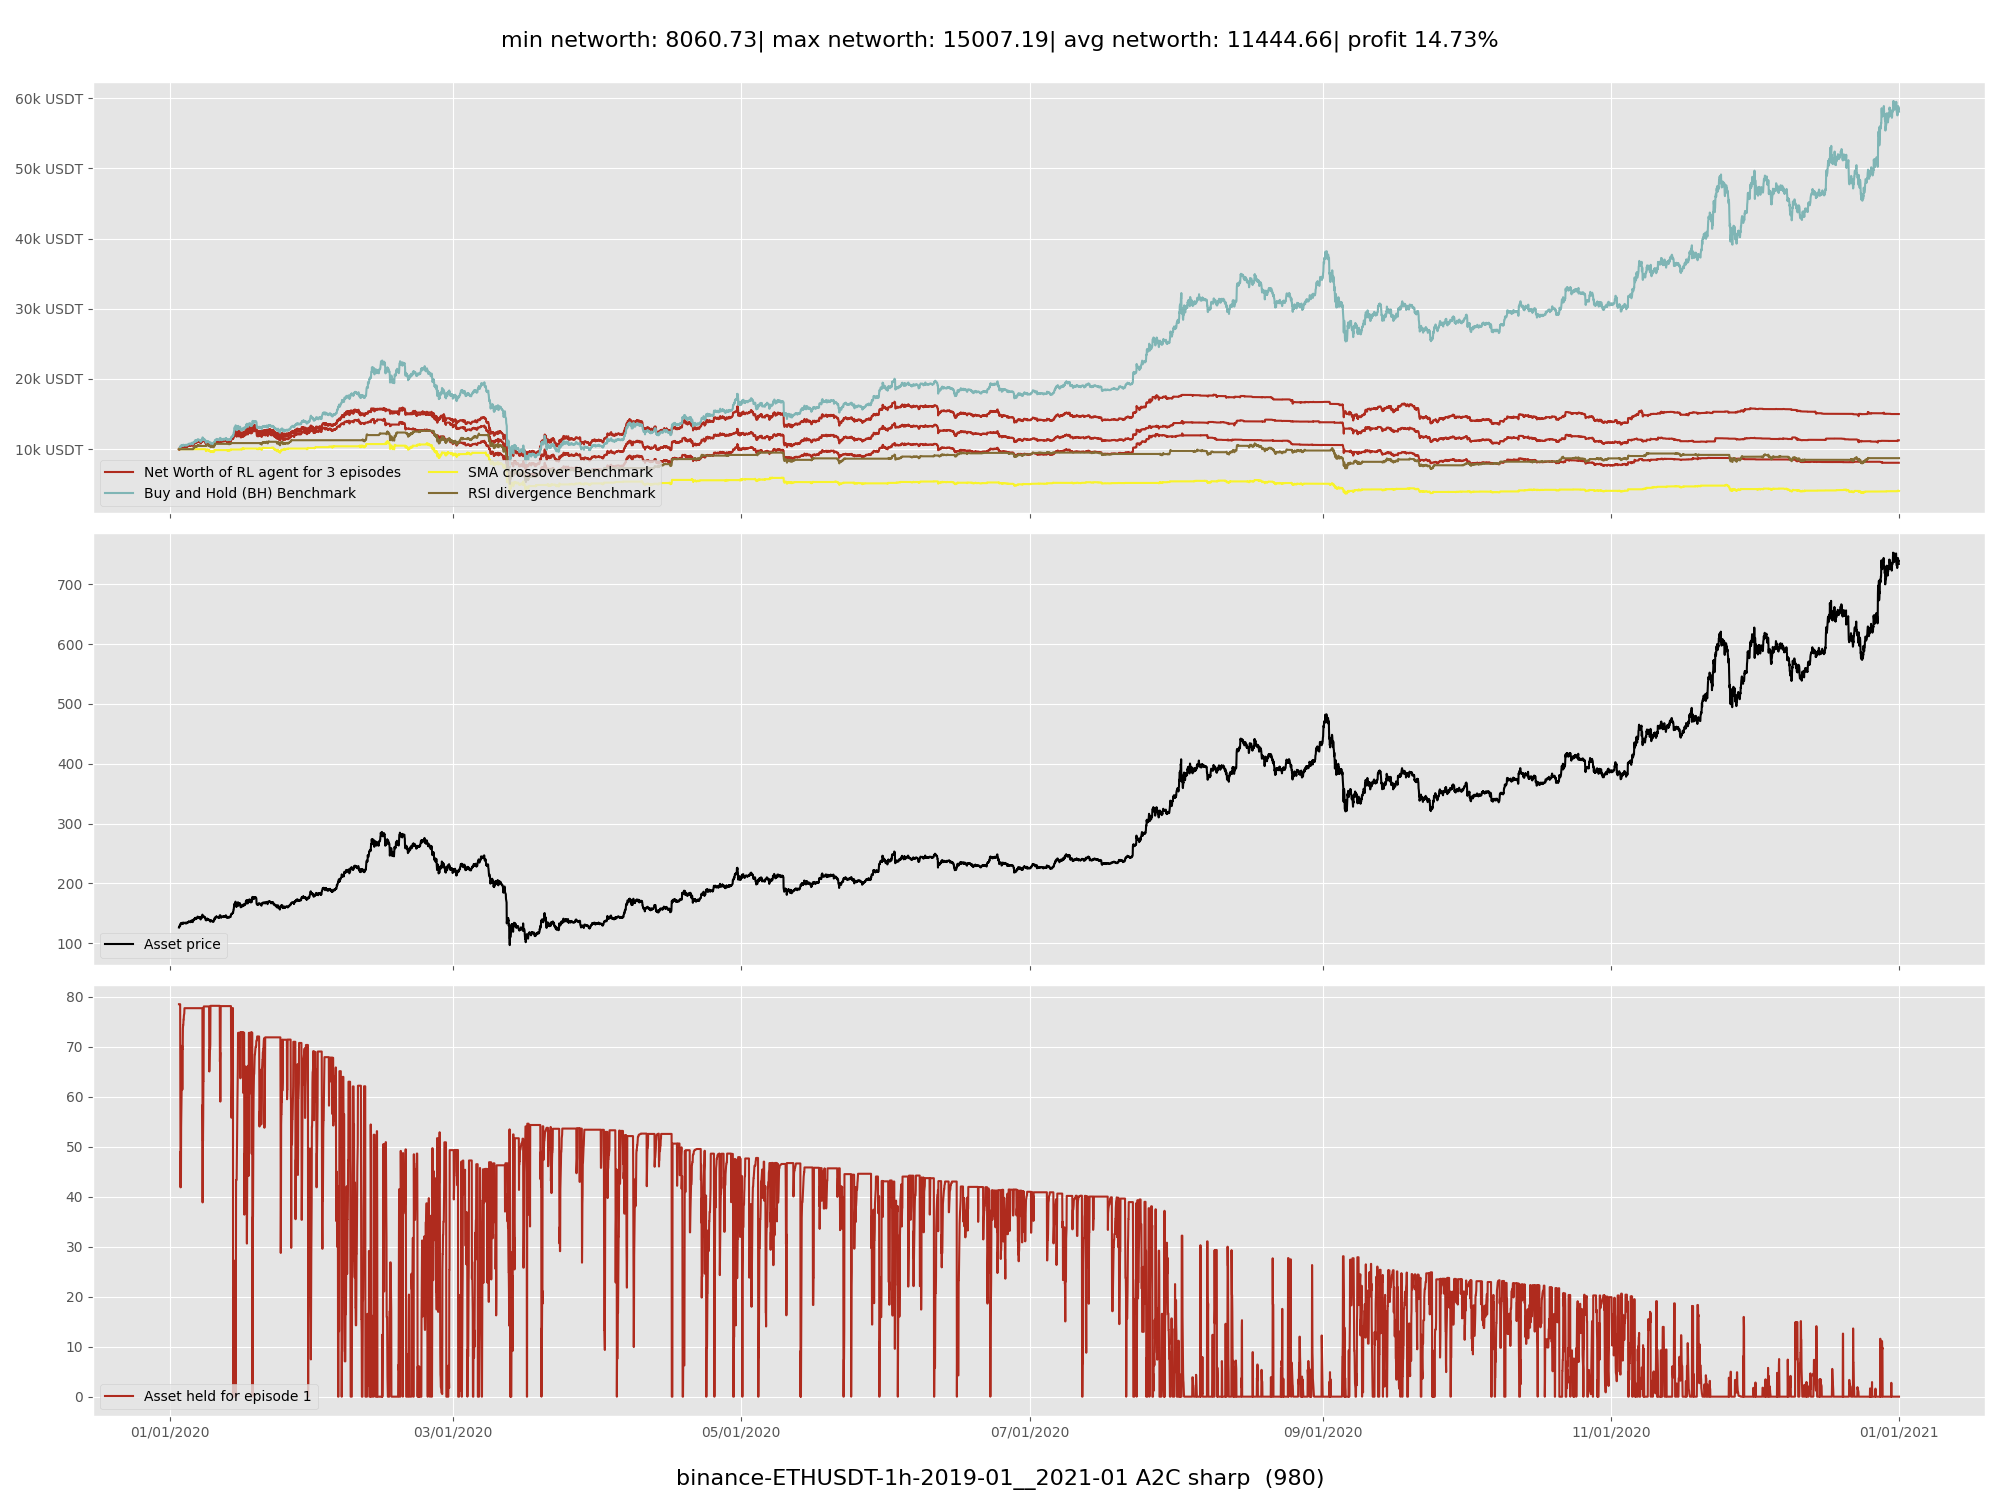 min networth: 8060.73| max networth: 15007.19| avg networth: 11444.66| profit 14.73%
60k USDT
50k USDT
40k USDT
30k USDT
20k USDT
10k USDT
Net Worth of RL agent for 3 episodes
Buy and Hold (BH) Benchmark
SMA crossover Benchmark
RSI divergence Benchmark
700
600
500
400
300
200
100
Asset price
80
70
60
50
40
30
20
10
0
Asset held for episode 1
01/01/2020 03/01/2020 05/01/2020 07/01/2020 09/01/2020 11/01/2020 01/01/2021
binance-ETHUSDT-1h-2019-01__2021-01 A2C sharp (980)